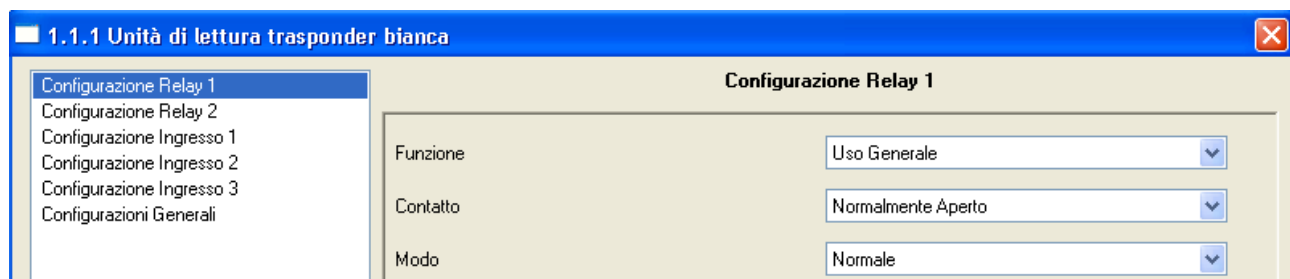 1.1.1 Unità di lettura trasponder bianca
Configurazione Relay 1
Configurazione Relay 2
Configurazione Ingresso 1
Configurazione Ingresso 2
Configurazione Ingresso 3
Configurazioni Generali
Configurazione Relay 1
Funzione Uso Generale
Contatto Normalmente Aperto
Modo Normale